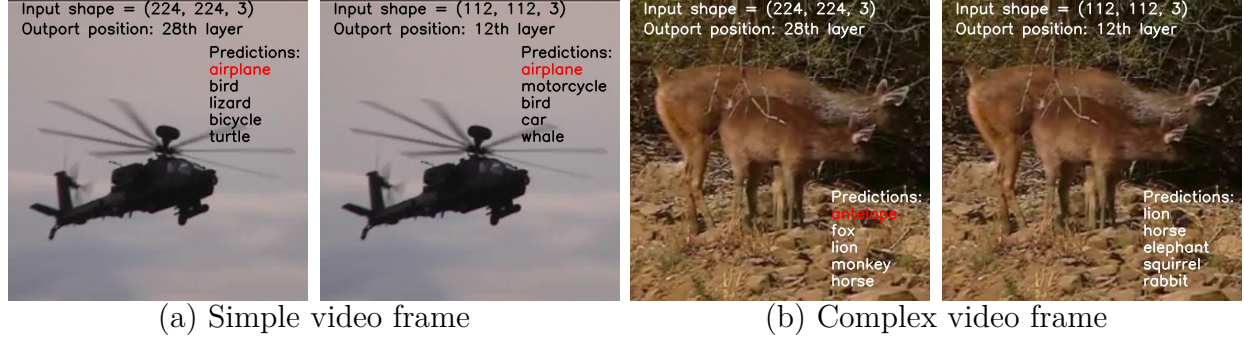 Input shape = (224, 224, 3)
Outport position: 28th layer
Predictions:
airplane
bird
lizard
bicycle
turtle
Input shape = (112, 112, 3)
Outport position: 12th layer
Predictions:
airplane
motorcycle
bird
car
whale
(a) Simple video frame
Input shape = (224, 224, 3)
Outport position: 28th layer
Predictions:
antelope
fox
lion
monkey
horse
Input shape = (112, 112, 3)
Outport position: 12th layer
Predictions:
lion
horse
elephant
squirrel
rabbit
(b) Complex video frame